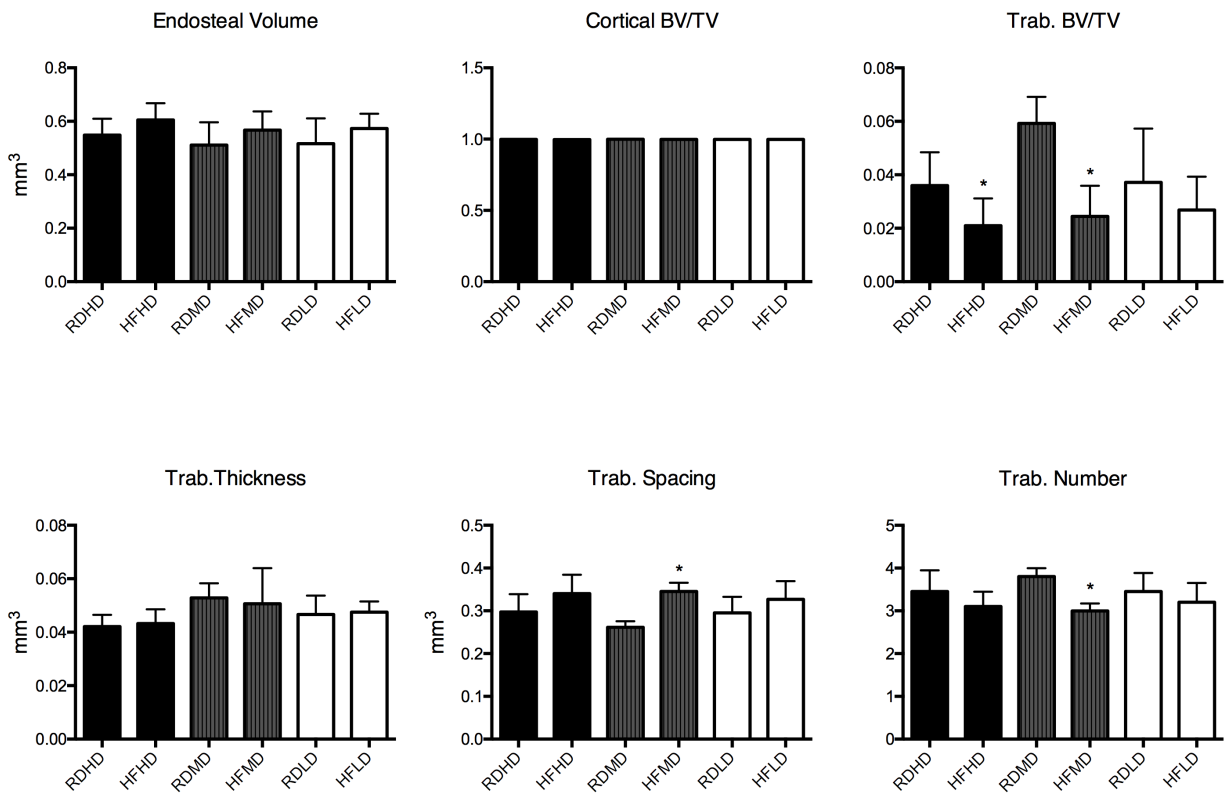 Endosteal Volume
mm3
0.8
0.6
0.4
0.2
0.0
RDHD HFHD RDMD HFMD RDLD HFLD
Cortical BV/TV
1.5
1.0
0.5
0.0
RDHD HFHD RDMD HFMD RDLD HFLD
Trab. BV/TV
0.08
0.06
0.04
0.02
0.00
* *
RDHD HFHD RDMD HFMD RDLD HFLD
Trab.Thickness
mm3
0.08
0.06
0.04
0.02
0.00
RDHD HFHD RDMD HFMD RDLD HFLD
Trab. Spacing
mm3
0.5
0.4
0.3
0.2
0.1
0.0
*
RDHD HFHD RDMD HFMD RDLD HFLD
Trab. Number
5
4
3
2
1
0
*
RDHD HFHD RDMD HFMD RDLD HFLD